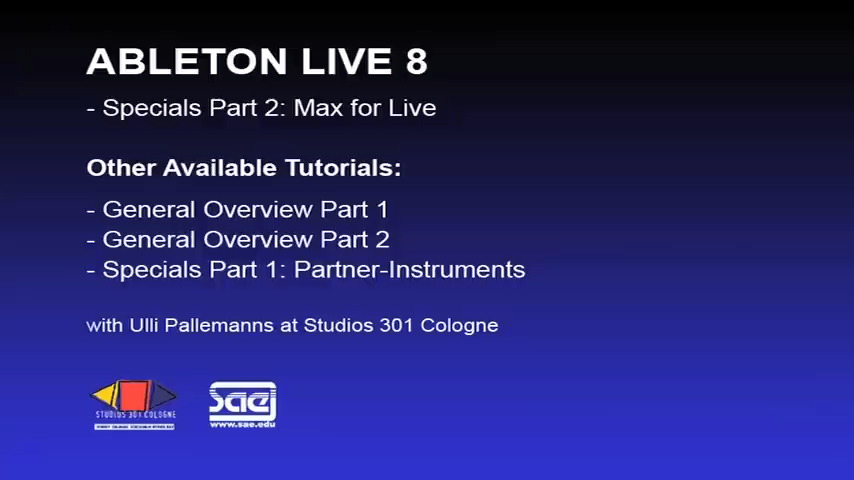 ABLETON LIVE 8
- Specials Part 2: Max for Live
Other Available Tutorials:
- General Overview Part 1
- General Overview Part 2
- Specials Part 1: Partner-Instruments
with Ulli Pallemanns at Studios 301 Cologne
STUDIOS 301 COLOGNE
sae
www.sae.edu